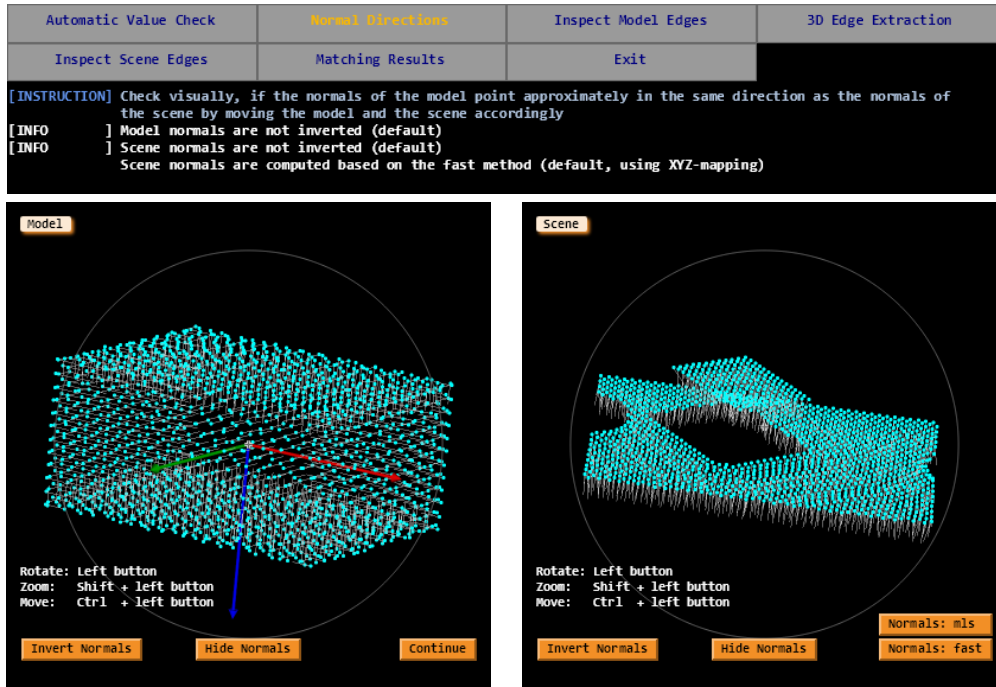 Automatic Value Check
Normal Directions
Inspect Model Edges
3D Edge Extraction
Inspect Scene Edges
Matching Results
Exit
[INSTRUCTION] Check visually, if the normals of the model point approximately in the same direction as the normals of
the scene by moving the model and the scene accordingly
[INFO ] Model normals are not inverted (default)
[INFO ] Scene normals are not inverted (default)
Scene normals are computed based on the fast method (default, using XYZ-mapping)
Model
Rotate: Left button
Zoom: Shift + left button
Move: Ctrl + left button
Invert Normals
Hide Normals
Continue
Scene
Rotate: Left button
Zoom: Shift + left button
Move: Ctrl + left button
Normals: mls
Invert Normals
Hide Normals
Normals: fast